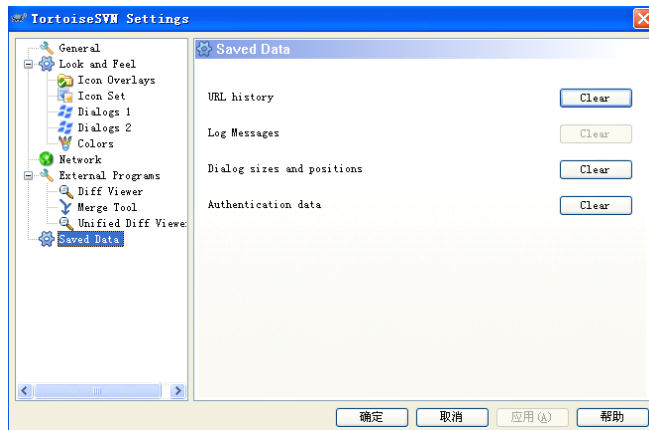 TortoiseSVN Settings
General
Look and Feel
Icon Overlays
Icon Set
Dialogs 1
Dialogs 2
Colors
Network
External Programs
Diff Viewer
Merge Tool
Unified Diff Viewe
Saved Data
Saved Data
URL history Clear
Log Messages Clear
Dialog sizes and positions Clear
Authentication data Clear
确定 取消 应用(A) 帮助